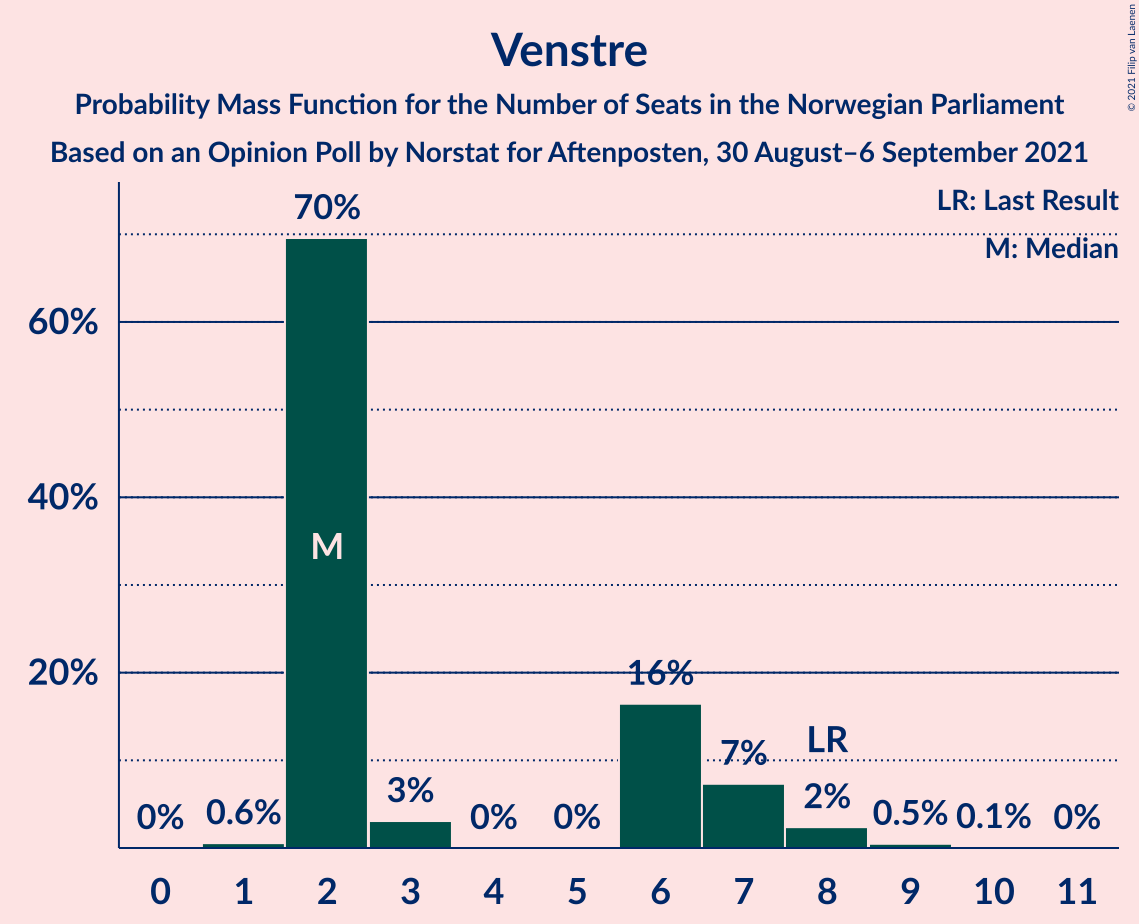 Venstre
Probability Mass Function for the Number of Seats in the Norwegian Parliament
Based on an Opinion Poll by Norstat for Aftenposten, 30 August–6 September 2021
© 2021 Filip van Laenen
LR: Last Result
M: Median
60%
40%
20%
0%
0.6%
70%
M
3%
0%
0%
16%
7%
LR
2%
0.5%
0.1%
0%
0 1 2 3 4 5 6 7 8 9 10 11